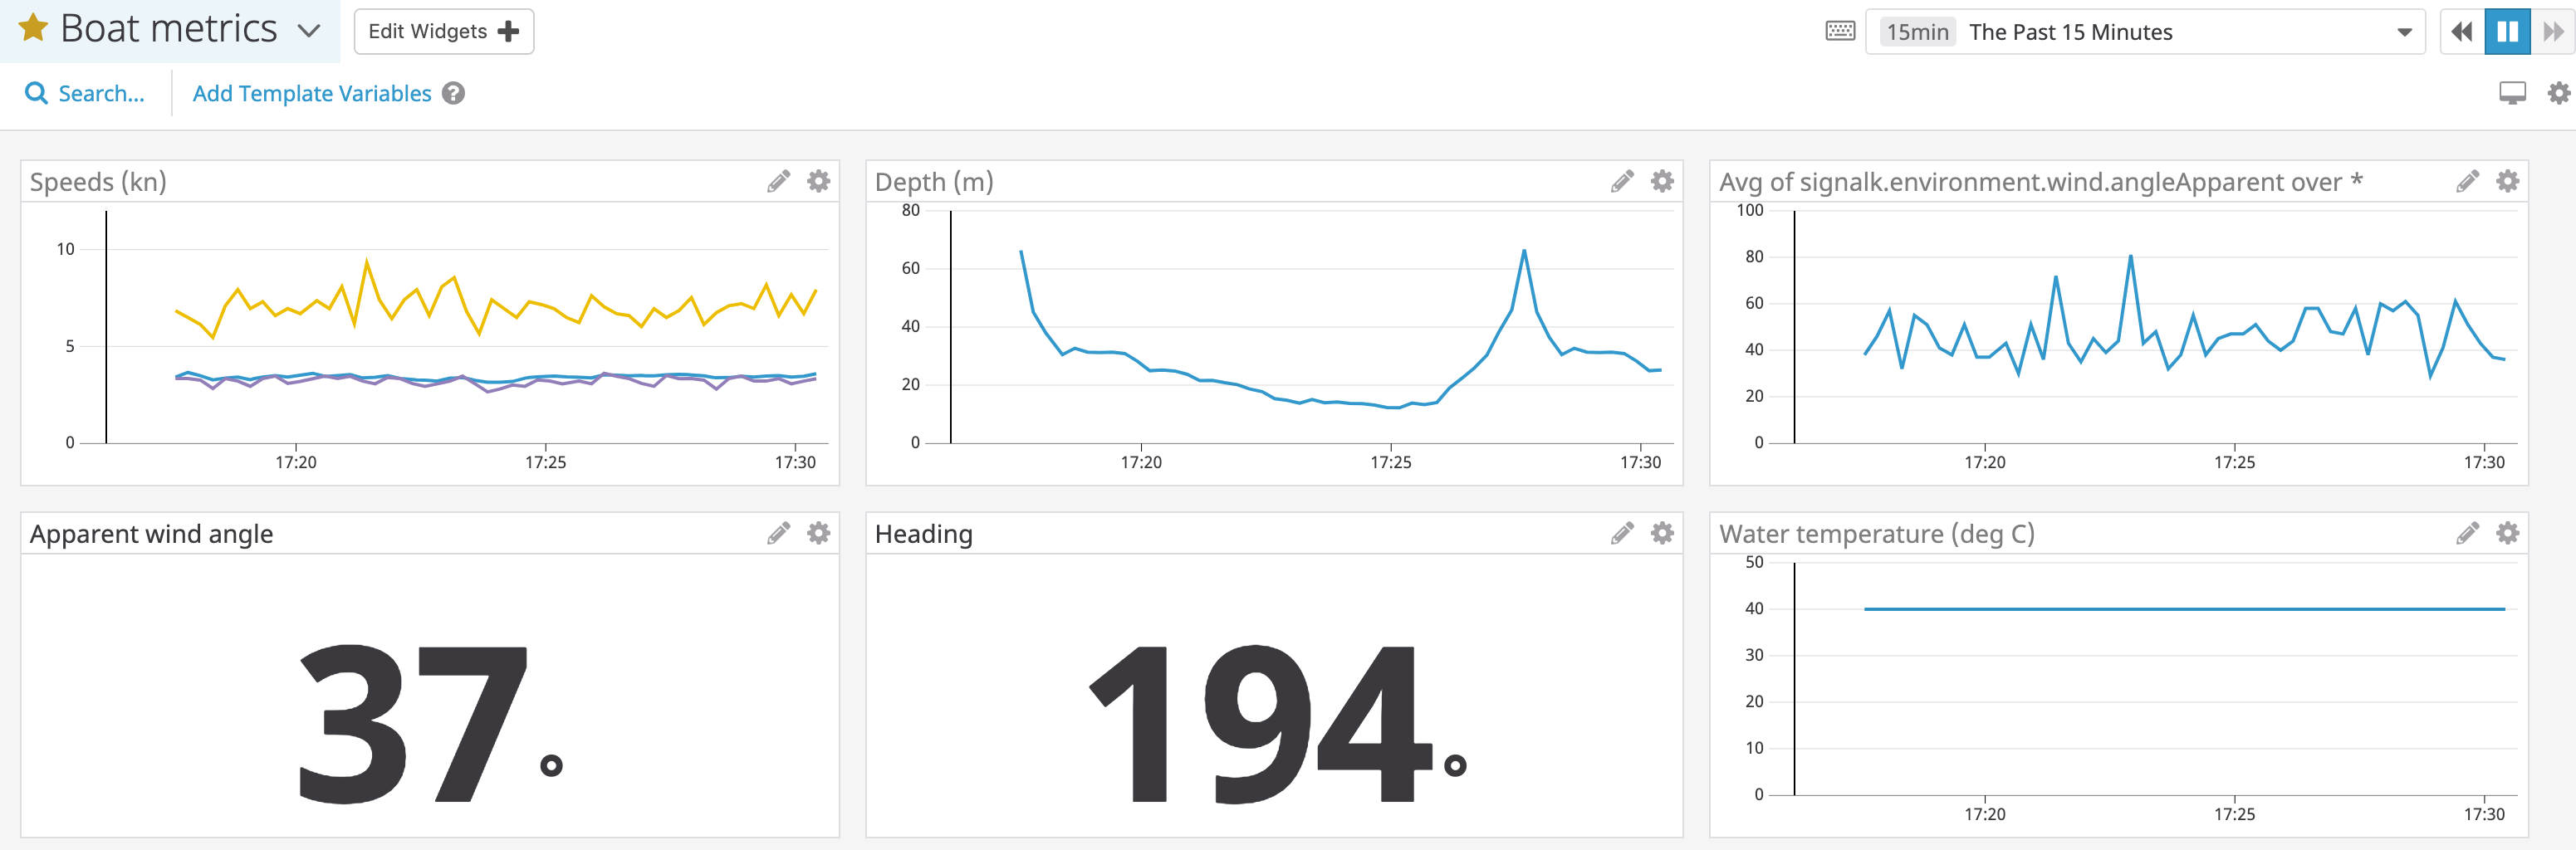 Boat metrics
Edit Widgets
15min The Past 15 Minutes
Search...
Add Template Variables ?
Speeds (kn)
10
5
0
17:20 17:25 17:30
Depth (m)
80
60
40
20
0
17:20 17:25 17:30
Avg of signalk.environment.wind.angleApparent over *
100
80
60
40
20
0
17:20 17:25 17:30
Apparent wind angle
37°
Heading
194°
Water temperature (deg C)
50
40
30
20
10
0
17:20 17:25 17:30